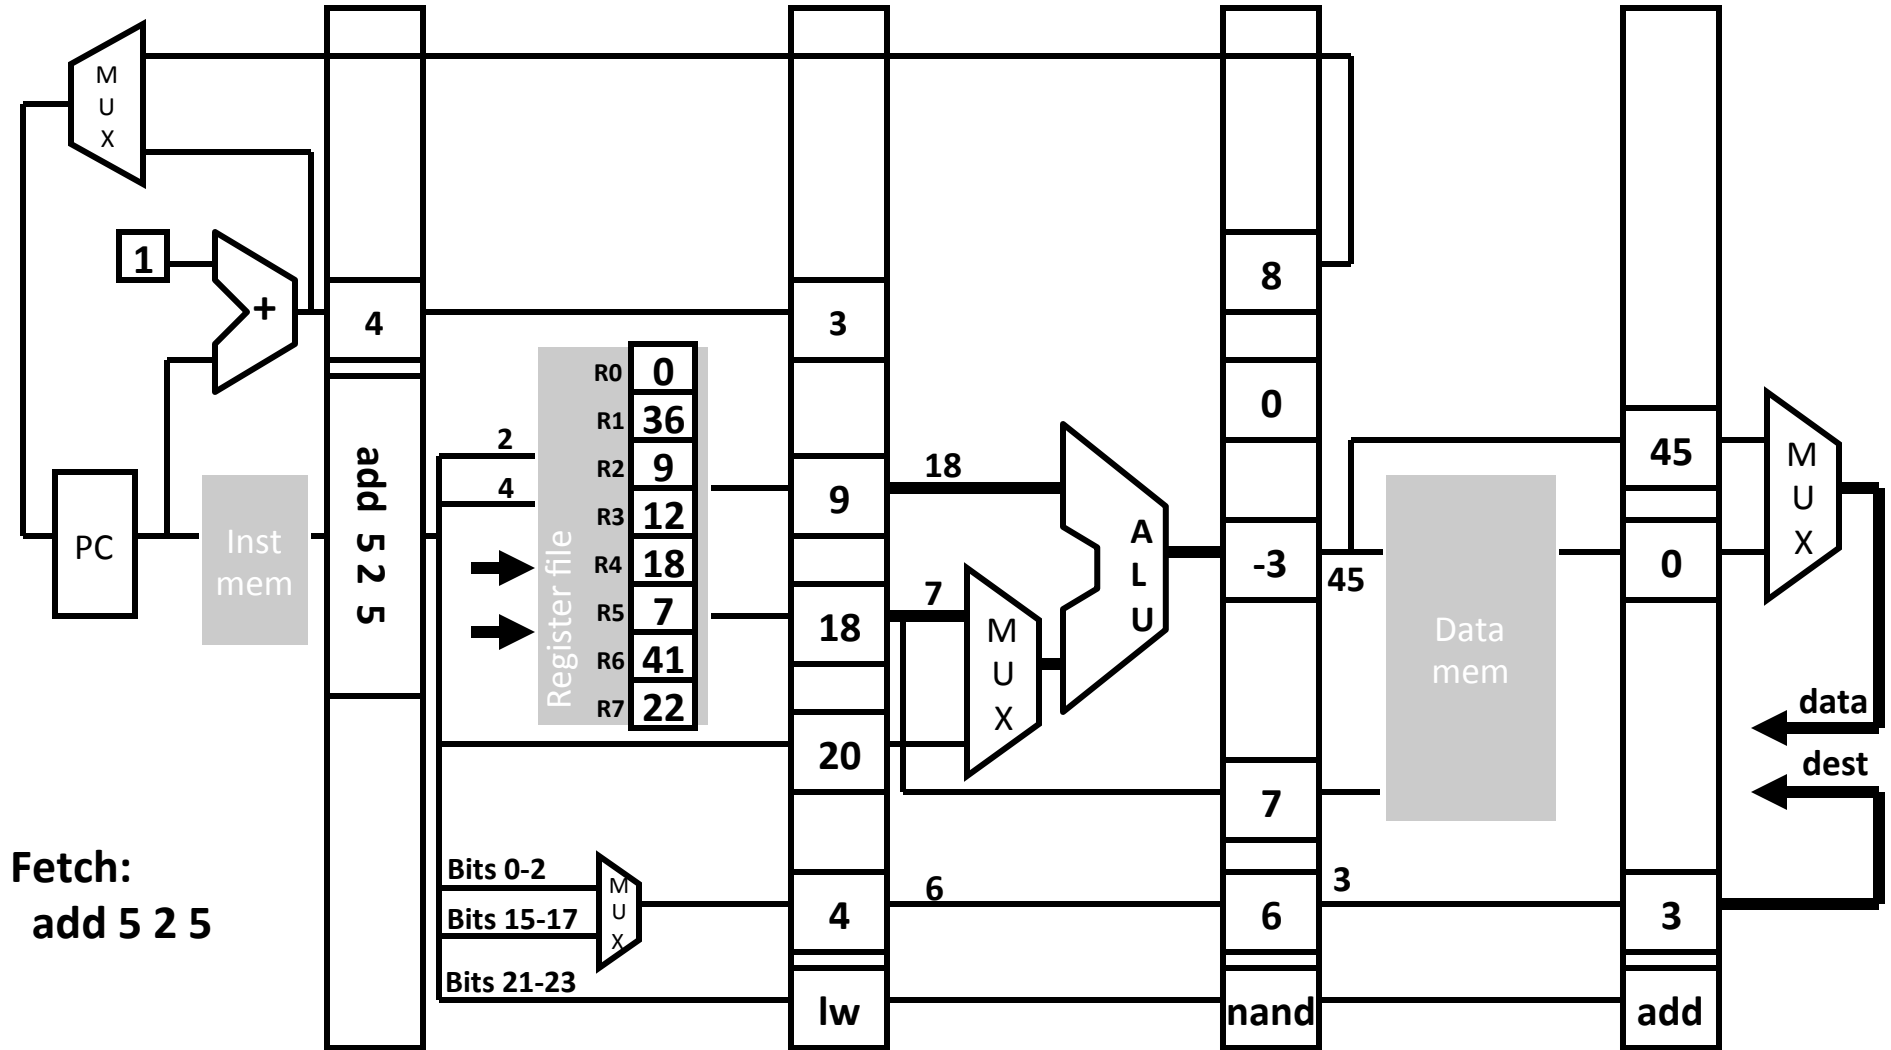 M
U
X
1
+
PC
Inst
mem
Fetch:
add 5 2 5
4
add 5 2 5
2
4
Register file
R0 0
R1 36
R2 9
R3 12
R4 18
R5 7
R6 41
R7 22
Bits 0-2
Bits 15-17
Bits 21-23
M
U
X
3
9
18
20
4
lw
18
7
6
M
U
X
A
L
U
8
0
-3
7
6
nand
45
3
Data
mem
45
0
3
add
M
U
X
data
dest